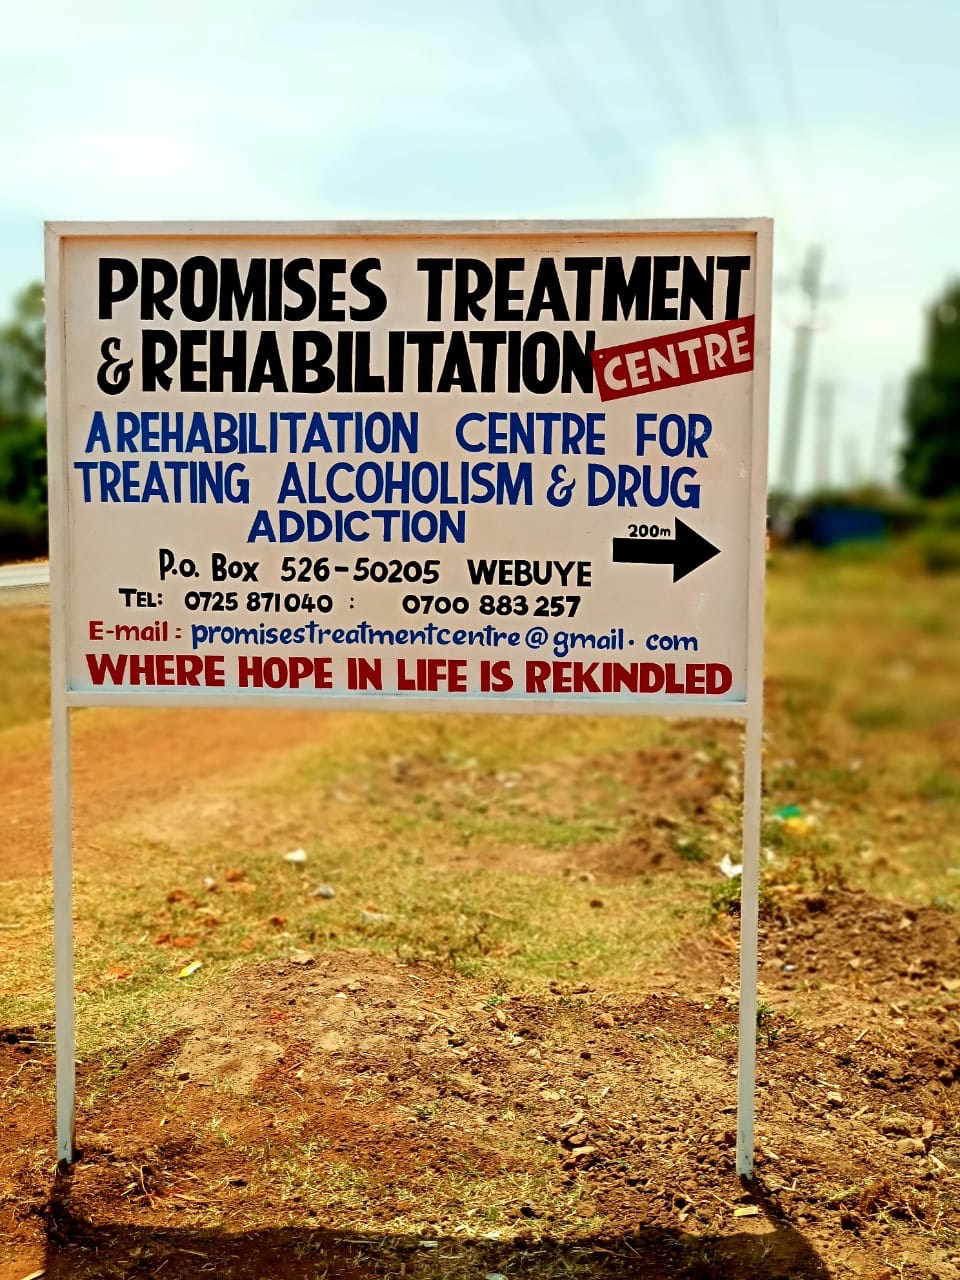 PROMISES TREATMENT
& REHABILITATION CENTRE
A REHABILITATION CENTRE FOR
TREATING ALCOHOLISM & DRUG
ADDICTION
200m
P.o. Box 526-50205 WEBUYE
TEL: 0725 871040 : 0700 883 257
E-mail: promisestreatmentcentre@gmail.com
WHERE HOPE IN LIFE IS REKINDLED